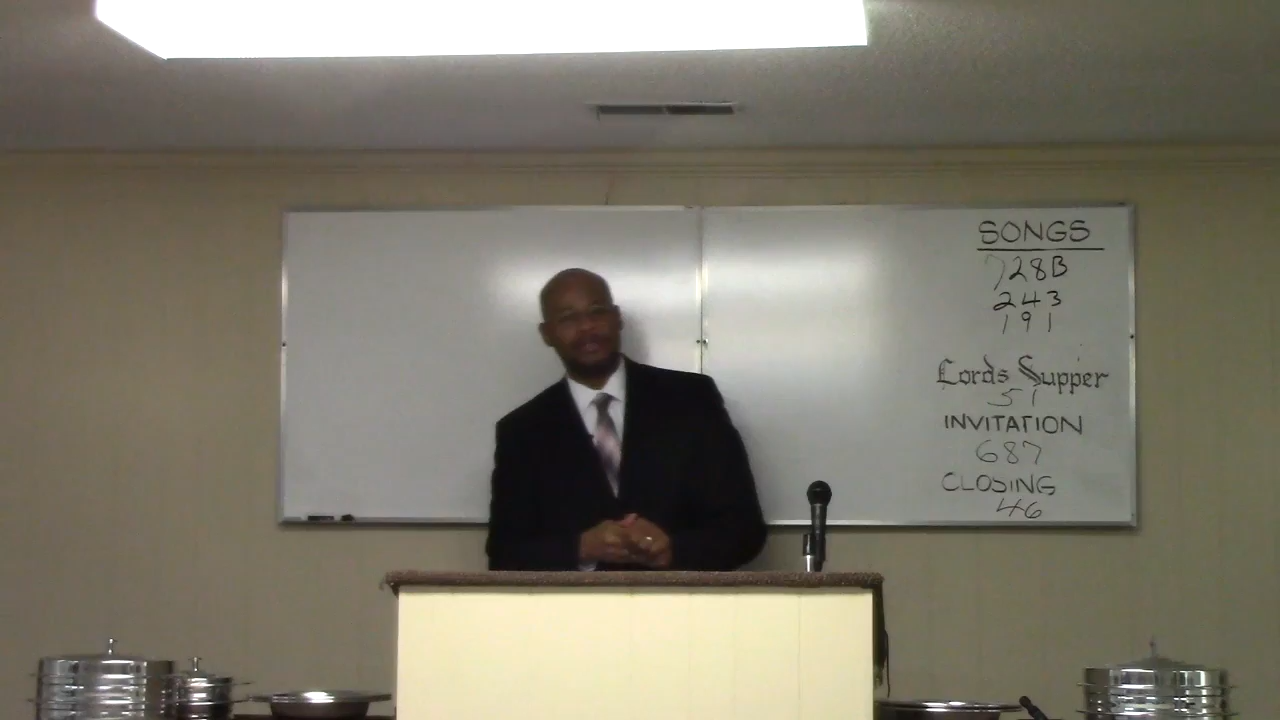 SONGS
728B
243
191
Lords Supper
51
INVITATION
687
CLOSING
46